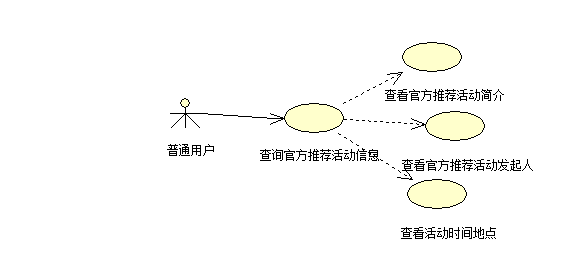 查看官方推荐活动简介
普通用户
查询官方推荐活动信息
查看官方推荐活动发起人
查看活动时间地点